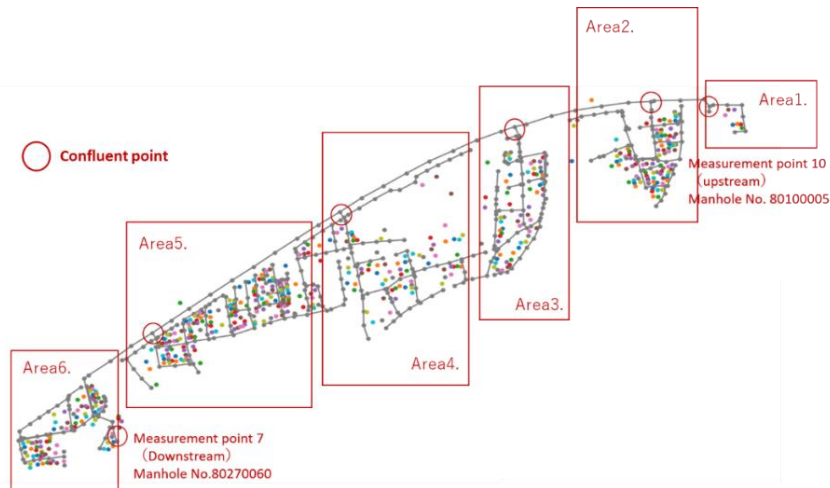 Area2.
Area1.
Confluent point
Measurement point 10
（upstream）
Manhole No. 80100005
Area5.
Area3.
Area4.
Area6.
Measurement point 7
（Downstream）
Manhole No.80270060